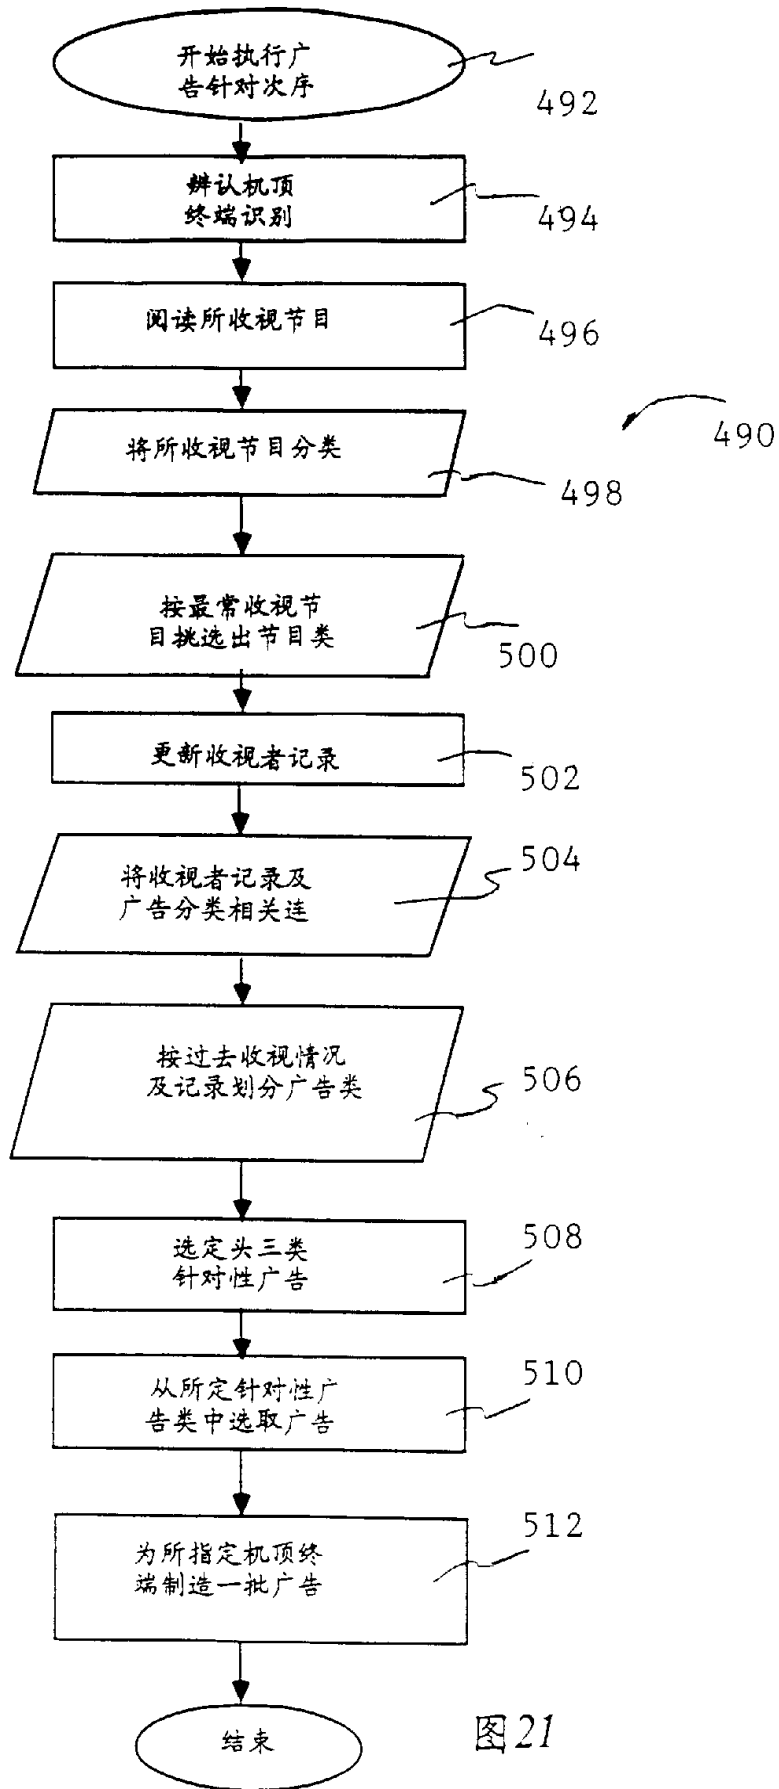 开始执行广
告针对次序
492
辨认机顶
终端识别
494
阅读所收视节目
496
490
将所收视节目分类
498
按最常收视节
目挑选出节目类
500
更新收视者记录
502
504
将收视者记录及
广告分类相关连
按过去收视情况
及记录划分广告类
506
508
选定头三类
针对性广告
510
从所定针对性广
告类中选取广告
512
为所指定机顶终
端制造一批广告
结束
图21